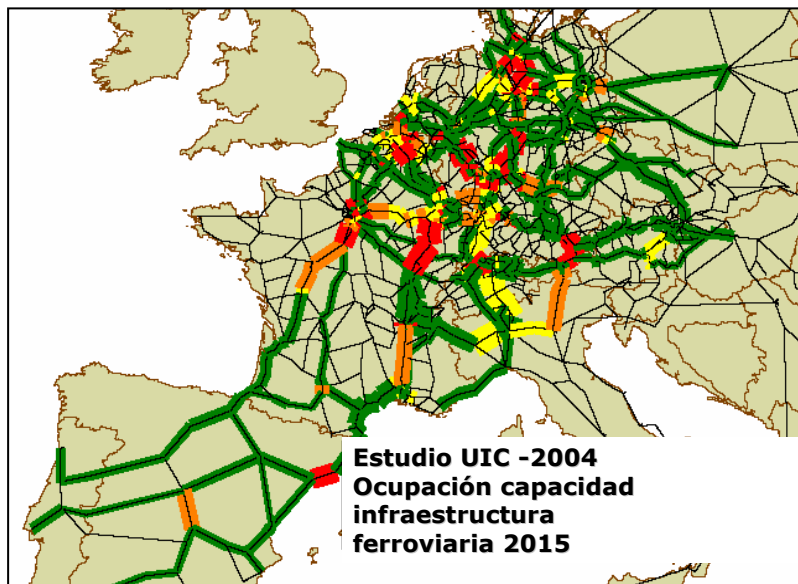 Estudio UIC -2004
Ocupación capacidad
infraestructura
ferroviaria 2015